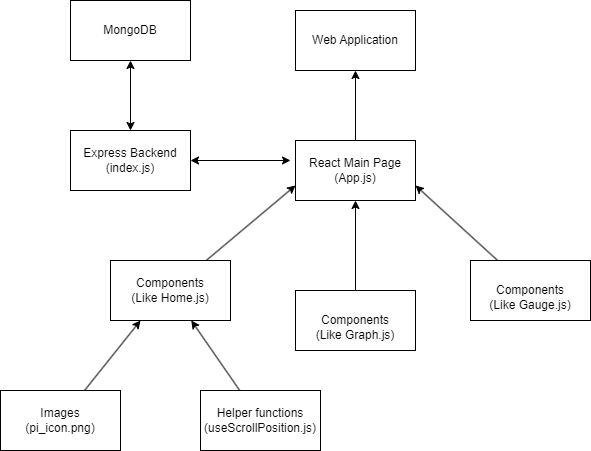 MongoDB
Web Application
Express Backend
(index.js)
React Main Page
(App.js)
Components
(Like Home.js)
Components
(Like Graph.js)
Components
(Like Gauge.js)
Images
(pi_icon.png)
Helper functions
(useScrollPosition.js)